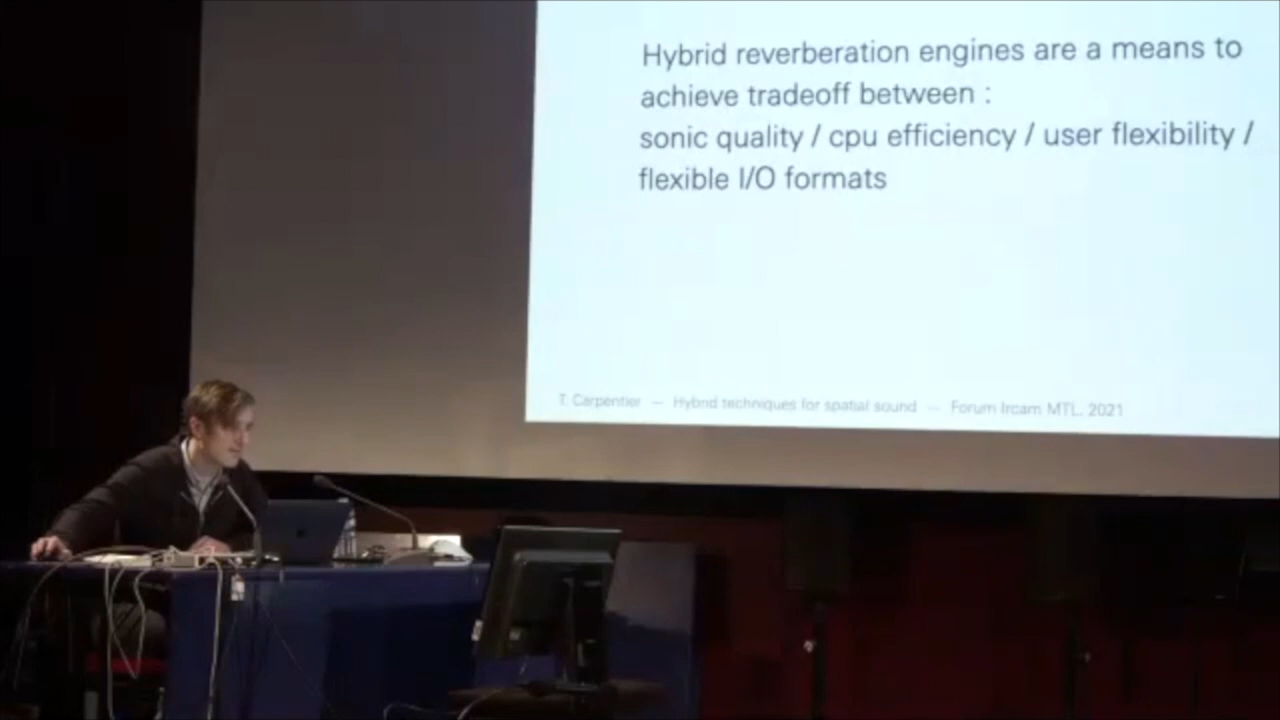 Hybrid reverberation engines are a means to
achieve tradeoff between :
sonic quality / cpu efficiency / user flexibility /
flexible I/O formats
T. Carpentier — Hybrid techniques for spatial sound — Forum Ircam MTL. 2021